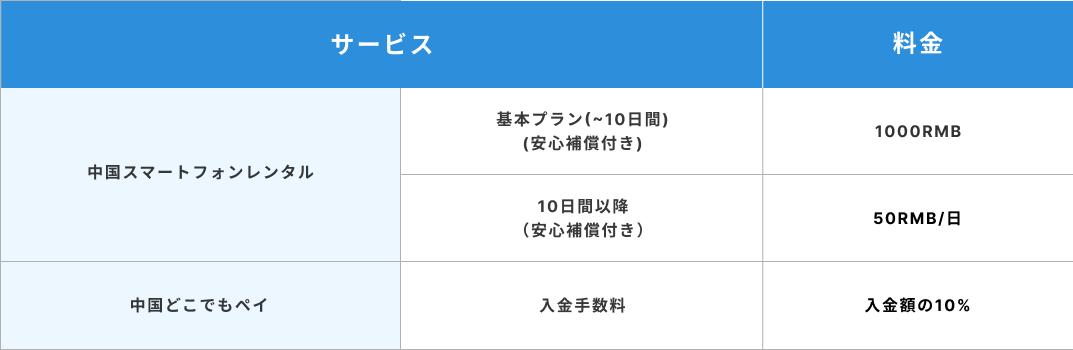 サービス
料金
中国スマートフォンレンタル
基本プラン(~10日間)
(安心補償付き)
1000RMB
10日間以降
（安心補償付き）
50RMB/日
中国どこでもペイ
入金手数料
入金額の10%